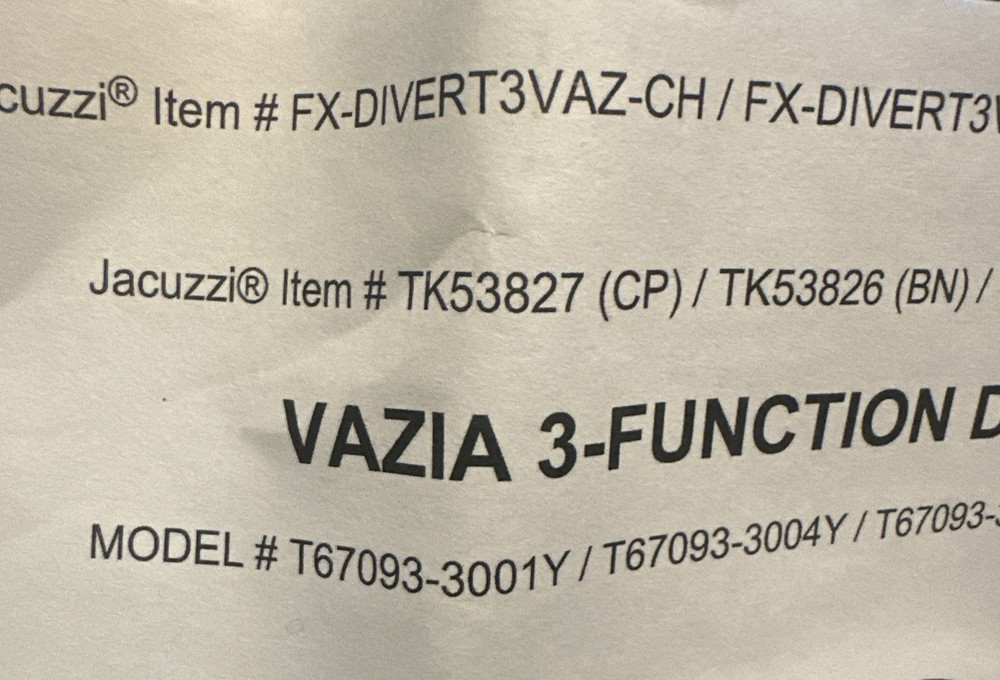 cuzzi® Item # FX-DIVERT3VAZ-CH / FX-DIVERT3
Jacuzzi® Item # TK53827 (CP) / TK53826 (BN) /
VAZIA 3-FUNCTION D
MODEL # T67093-3001Y / T67093-3004Y / T67093-